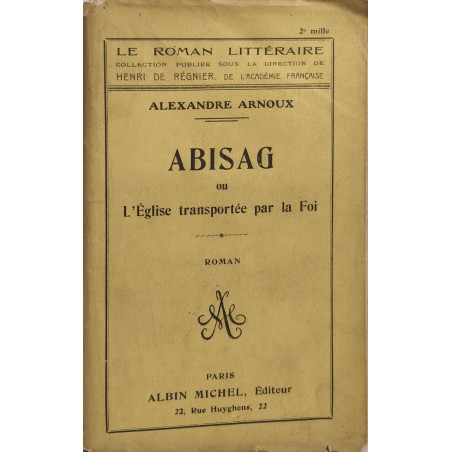 2e mille
LE ROMAN LITTÉRAIRE
COLLECTION PUBLIÉE SOUS LA DIRECTION DE
HENRI DE RÉGNIER, DE L'ACADÉMIE FRANÇAISE
ALEXANDRE ARNOUX
ABISAG
ou
L'Église transportée par la Foi
ROMAN
AM
PARIS
ALBIN MICHEL, Éditeur
22, Rue Huyghens, 22